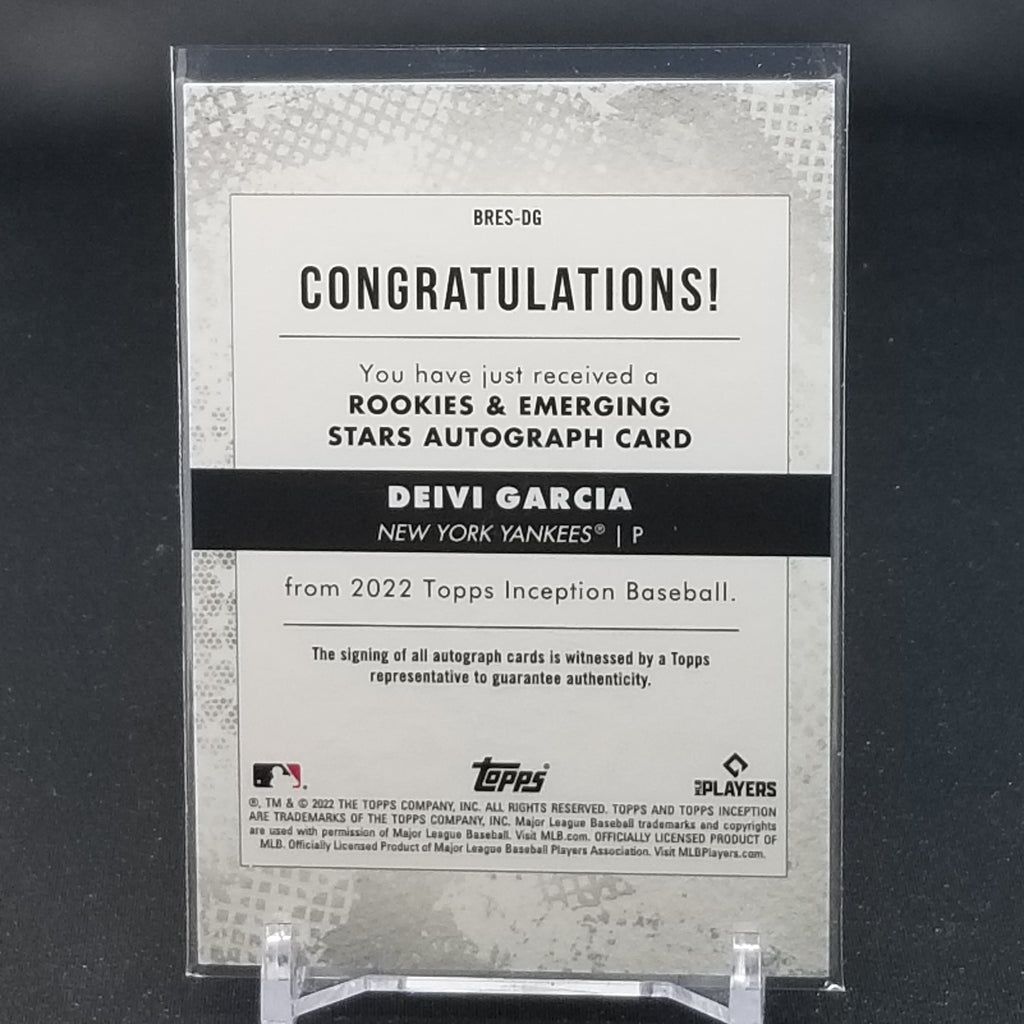 BRES-DG
CONGRATULATIONS!
You have just received a
ROOKIES & EMERGING
STARS AUTOGRAPH CARD
DEIVI GARCIA
NEW YORK YANKEES® | P
from 2022 Topps Inception Baseball.
The signing of all autograph cards is witnessed by a Topps
representative to guarantee authenticity.
Topps®
MLB PLAYERS
®, TM & © 2022 THE TOPPS COMPANY, INC. ALL RIGHTS RESERVED. TOPPS AND TOPPS INCEPTION
ARE TRADEMARKS OF THE TOPPS COMPANY, INC. Major League Baseball trademarks and copyrights
are used with permission of Major League Baseball. Visit MLB.com. OFFICIALLY LICENSED PRODUCT OF
MLB. Officially Licensed Product of Major League Baseball Players Association. Visit MLBPlayers.com.